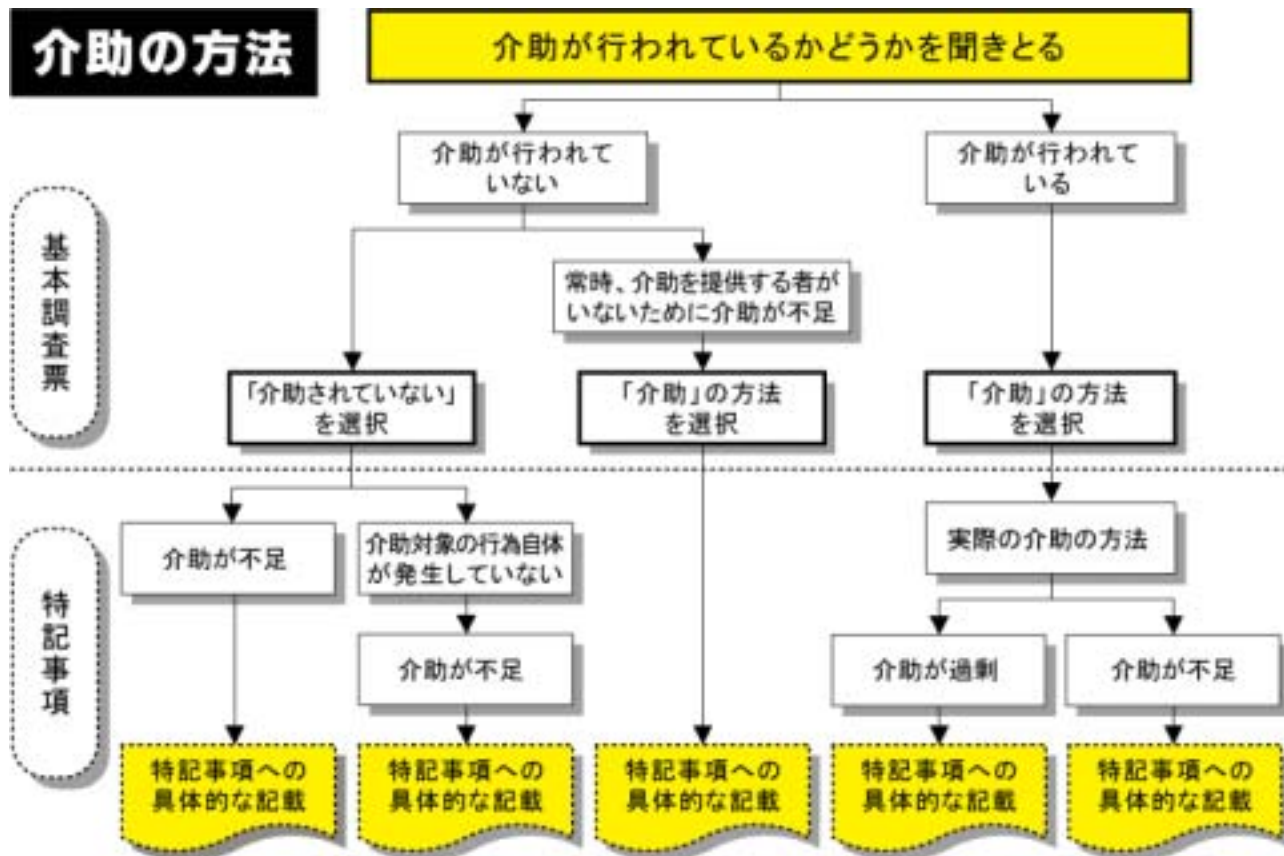 介助の方法
介助が行われているかどうかを聞きとる
介助が行われて
いない
介助が行われて
いる
基本調査票
常時、介助を提供する者が
いないために介助が不足
「介助されていない」
を選択
「介助」の方法
を選択
「介助」の方法
を選択
特記事項
介助が不足
介助対象の行為自体
が発生していない
実際の介助の方法
介助が不足
介助が過剰
介助が不足
特記事項への
具体的な記載
特記事項への
具体的な記載
特記事項への
具体的な記載
特記事項への
具体的な記載
特記事項への
具体的な記載